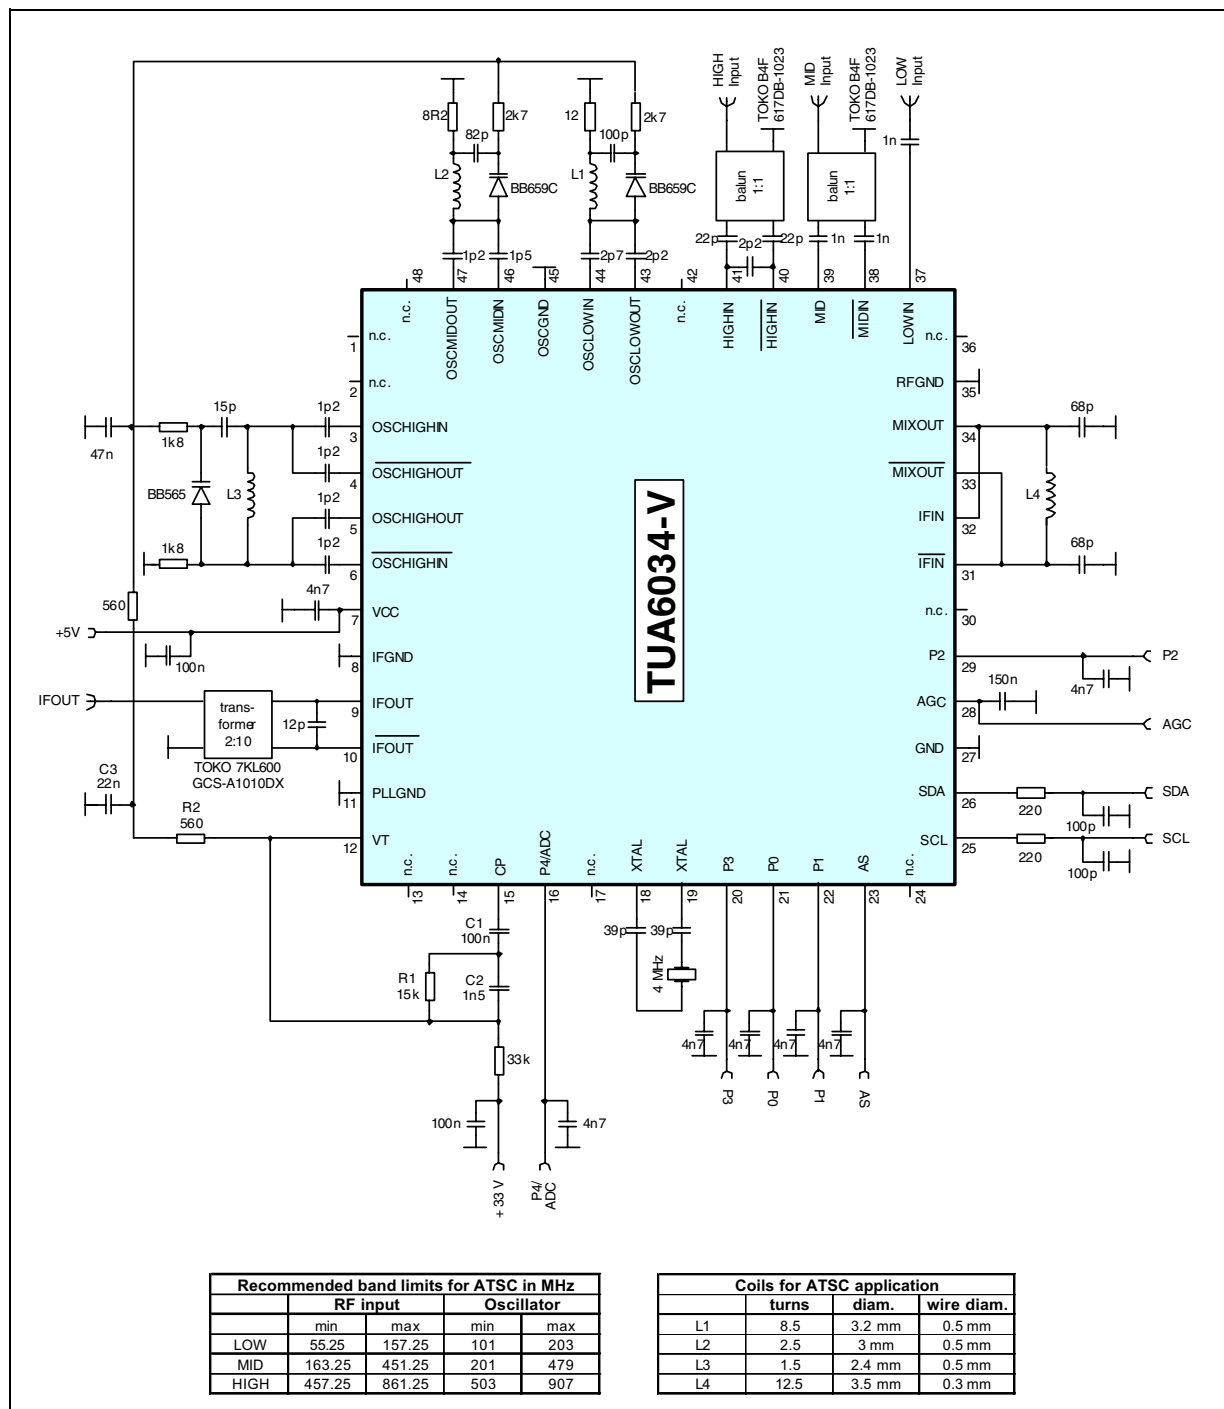 HIGH
Input
TOKO B4F
617DB-1023
MID
Input
TOKO B4F
617DB-1023
LOW
Input
8R2
2k7
12
2k7
82p
100p
1n
L2
BB659C
L1
BB659C
balun
1:1
balun
1:1
1p2
1p5
2p7
2p2
22p
2p2
22p
1n
1n
48
47
46
45
44
43
42
41
40
39
38
37
n.c.
OSCMIDOUT
OSCMIDIN
OSCGND
OSCLOWIN
OSCLOWOUT
n.c.
HIGHIN
HIGHIN
MID
MIDIN
LOWIN
1
n.c.
n.c.
36
2
n.c.
RFGND
35
47n
1k8
15p
1p2
3
OSCHIGHIN
MIXOUT
34
68p
1p2
4
OSCHIGHOUT
MIXOUT
33
BB565
L3
L4
1p2
5
OSCHIGHOUT
IFIN
32
1k8
1p2
6
OSCHIGHIN
IFIN
31
68p
TUA6034-V
560
4n7
7
VCC
n.c.
30
+5V
100n
8
IFGND
P2
29
4n7
P2
IFOUT
trans-
former
2:10
TOKO 7KL600
GCS-A1010DX
12p
9
IFOUT
AGC
28
150n
AGC
10
IFOUT
GND
27
C3
22n
11
PLLGND
SDA
26
220
100p
SDA
R2
560
12
VT
SCL
25
220
100p
SCL
n.c.
n.c.
CP
P4/ADC
n.c.
XTAL
XTAL
P3
P0
P1
AS
n.c.
13
14
15
16
17
18
19
20
21
22
23
24
C1
100n
39p
39p
R1
15k
C2
1n5
4 MHz
33k
4n7
4n7
4n7
4n7
P3
P0
P1
AS
100n
4n7
+ 33 V
P4/
ADC
Recommended band limits for ATSC in MHz
RF input Oscillator
min max min max
LOW 55.25 157.25 101 203
MID 163.25 451.25 201 479
HIGH 457.25 861.25 503 907
Coils for ATSC application
turns diam. wire diam.
L1 8.5 3.2 mm 0.5 mm
L2 2.5 3 mm 0.5 mm
L3 1.5 2.4 mm 0.5 mm
L4 12.5 3.5 mm 0.3 mm